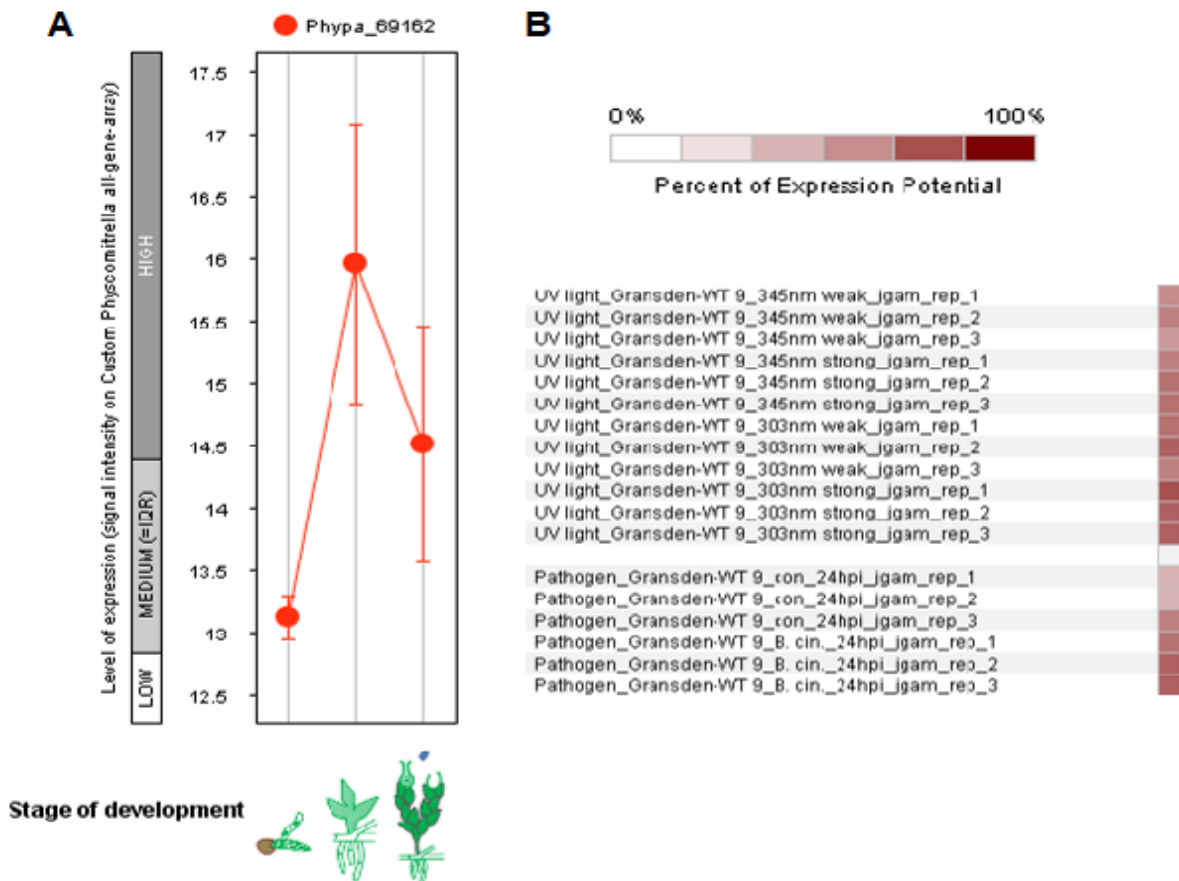 A
Phypa_69162
Level of expression (signal intensity on Custom Physcomitrella all-gene-array)
HIGH
MEDIUM (=IQR)
LOW
17.5
17
16.5
16
15.5
15
14.5
14
13.5
13
12.5
Stage of development
B
0% 100%
Percent of Expression Potential
UV light_Gransden-WT 9_345nm weak_jgam_rep_1
UV light_Gransden-WT 9_345nm weak_jgam_rep_2
UV light_Gransden-WT 9_345nm weak_jgam_rep_3
UV light_Gransden-WT 9_345nm strong_jgam_rep_1
UV light_Gransden-WT 9_345nm strong_jgam_rep_2
UV light_Gransden-WT 9_345nm strong_jgam_rep_3
UV light_Gransden-WT 9_303nm weak_jgam_rep_1
UV light_Gransden-WT 9_303nm weak_jgam_rep_2
UV light_Gransden-WT 9_303nm weak_jgam_rep_3
UV light_Gransden-WT 9_303nm strong_jgam_rep_1
UV light_Gransden-WT 9_303nm strong_jgam_rep_2
UV light_Gransden-WT 9_303nm strong_jgam_rep_3
Pathogen_Gransden-WT 9_con_24hpi_jgam_rep_1
Pathogen_Gransden-WT 9_con_24hpi_jgam_rep_2
Pathogen_Gransden-WT 9_con_24hpi_jgam_rep_3
Pathogen_Gransden-WT 9_B. cin._24hpi_jgam_rep_1
Pathogen_Gransden-WT 9_B. cin._24hpi_jgam_rep_2
Pathogen_Gransden-WT 9_B. cin._24hpi_jgam_rep_3